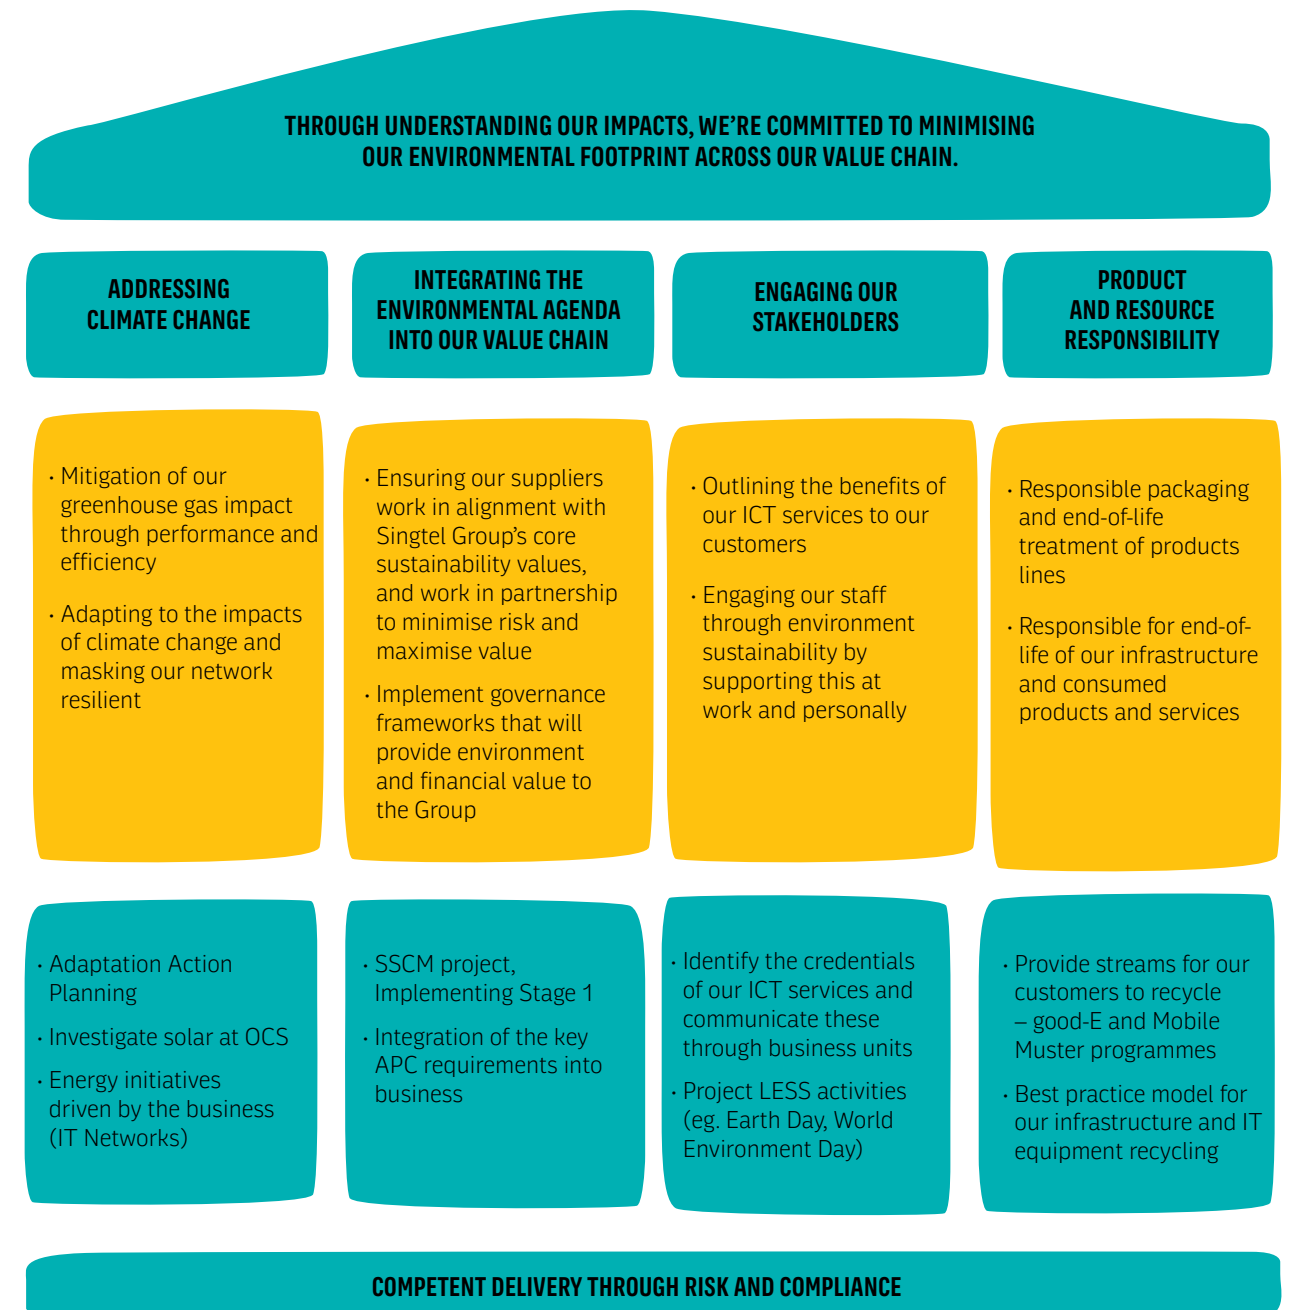 THROUGH UNDERSTANDING OUR IMPACTS, WE’RE COMMITTED TO MINIMISING
OUR ENVIRONMENTAL FOOTPRINT ACROSS OUR VALUE CHAIN.
ADDRESSING
CLIMATE CHANGE
INTEGRATING THE
ENVIRONMENTAL AGENDA
INTO OUR VALUE CHAIN
ENGAGING OUR
STAKEHOLDERS
PRODUCT
AND RESOURCE
RESPONSIBILITY
· Mitigation of our
greenhouse gas impact
through performance and
efficiency
· Adapting to the impacts
of climate change and
masking our network
resilient
· Ensuring our suppliers
work in alignment with
Singtel Group’s core
sustainability values,
and work in partnership
to minimise risk and
maximise value
· Implement governance
frameworks that will
provide environment
and financial value to
the Group
· Outlining the benefits of
our ICT services to our
customers
· Engaging our staff
through environment
sustainability by
supporting this at
work and personally
· Responsible packaging
and end-of-life
treatment of products
lines
· Responsible for end-of-
life of our infrastructure
and consumed
products and services
· Adaptation Action
Planning
· Investigate solar at OCS
· Energy initiatives
driven by the business
(IT Networks)
· SSCM project,
Implementing Stage 1
· Integration of the key
APC requirements into
business
· Identify the credentials
of our ICT services and
communicate these
through business units
· Project LESS activities
(eg. Earth Day, World
Environment Day)
· Provide streams for our
customers to recycle
– good-E and Mobile
Muster programmes
· Best practice model for
our infrastructure and IT
equipment recycling
COMPETENT DELIVERY THROUGH RISK AND COMPLIANCE